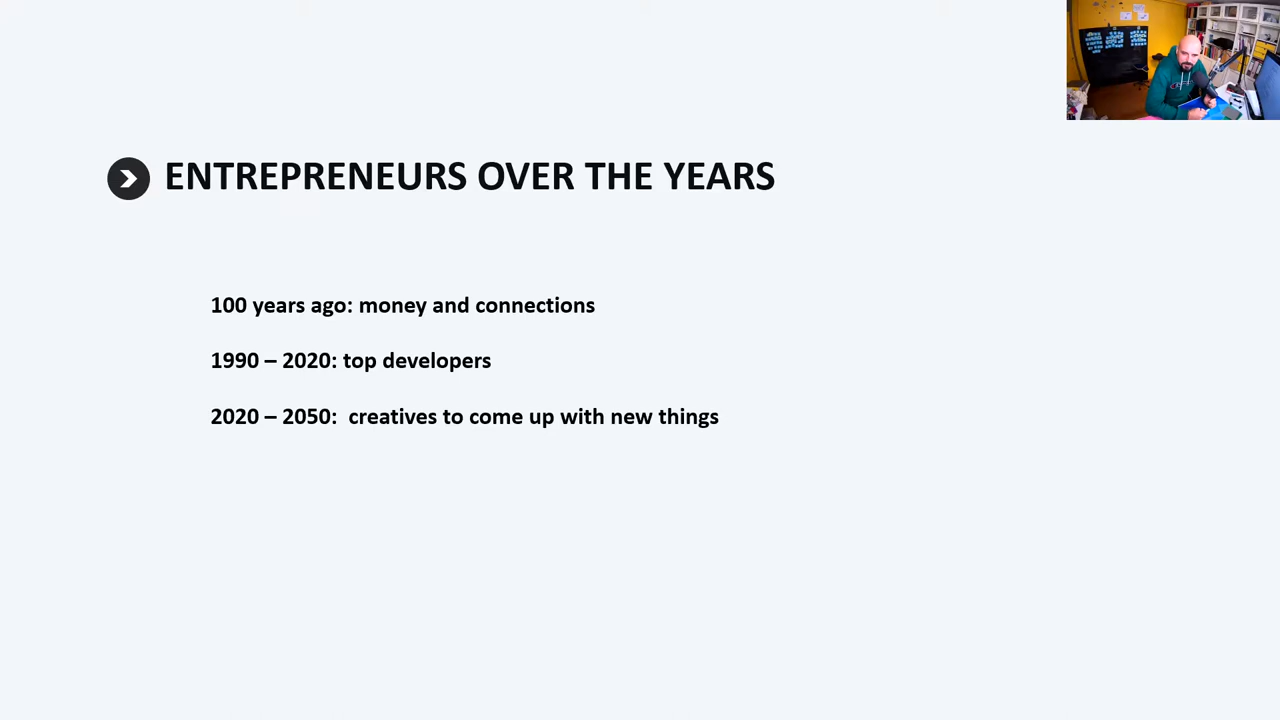 ENTREPRENEURS OVER THE YEARS
100 years ago: money and connections
1990 – 2020: top developers
2020 – 2050:  creatives to come up with new things